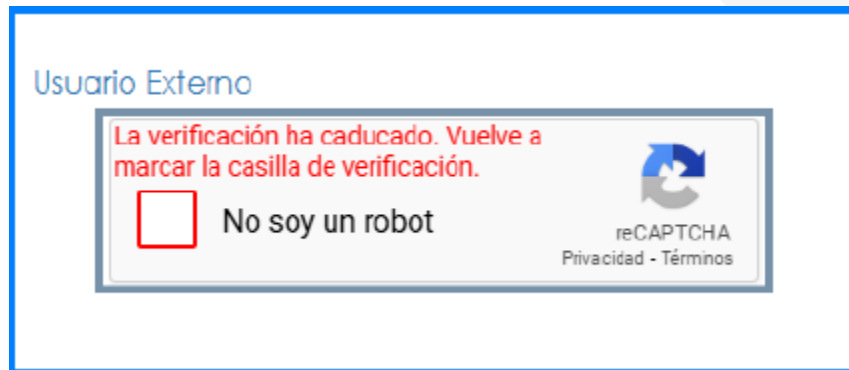 Usuario Externo
La verificación ha caducado. Vuelve a
marcar la casilla de verificación.
No soy un robot
reCAPTCHA
Privacidad - Términos